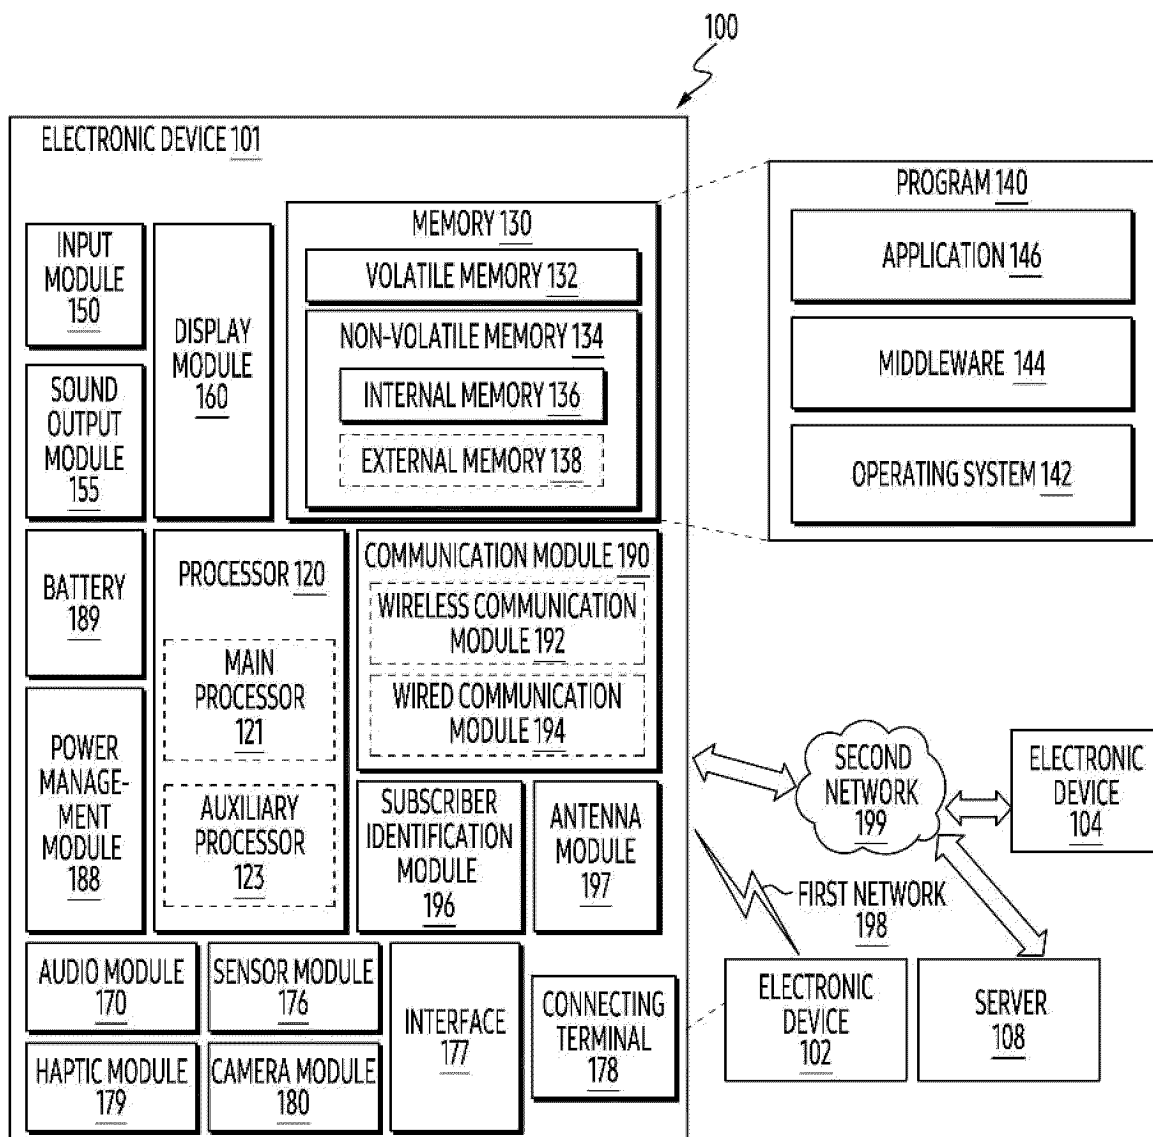 100
ELECTRONIC DEVICE 101
INPUT
MODULE
150
SOUND
OUTPUT
MODULE
155
DISPLAY
MODULE
160
MEMORY 130
VOLATILE MEMORY 132
NON-VOLATILE MEMORY 134
INTERNAL MEMORY 136
EXTERNAL MEMORY 138
PROGRAM 140
APPLICATION 146
MIDDLEWARE 144
OPERATING SYSTEM 142
BATTERY
189
POWER
MANAGE-
MENT MODULE
188
PROCESSOR 120
MAIN
PROCESSOR
121
AUXILIARY
PROCESSOR
123
COMMUNICATION MODULE 190
WIRELESS COMMUNICATION
MODULE 192
WIRED COMMUNICATION
MODULE 194
SUBSCRIBER
IDENTIFICATION
MODULE
196
ANTENNA
MODULE
197
SECOND
NETWORK
199
ELECTRONIC
DEVICE
104
FIRST NETWORK
198
AUDIO MODULE
170
SENSOR MODULE
176
HAPTIC MODULE
179
CAMERA MODULE
180
INTERFACE
177
CONNECTING
TERMINAL
178
ELECTRONIC
DEVICE
102
SERVER
108